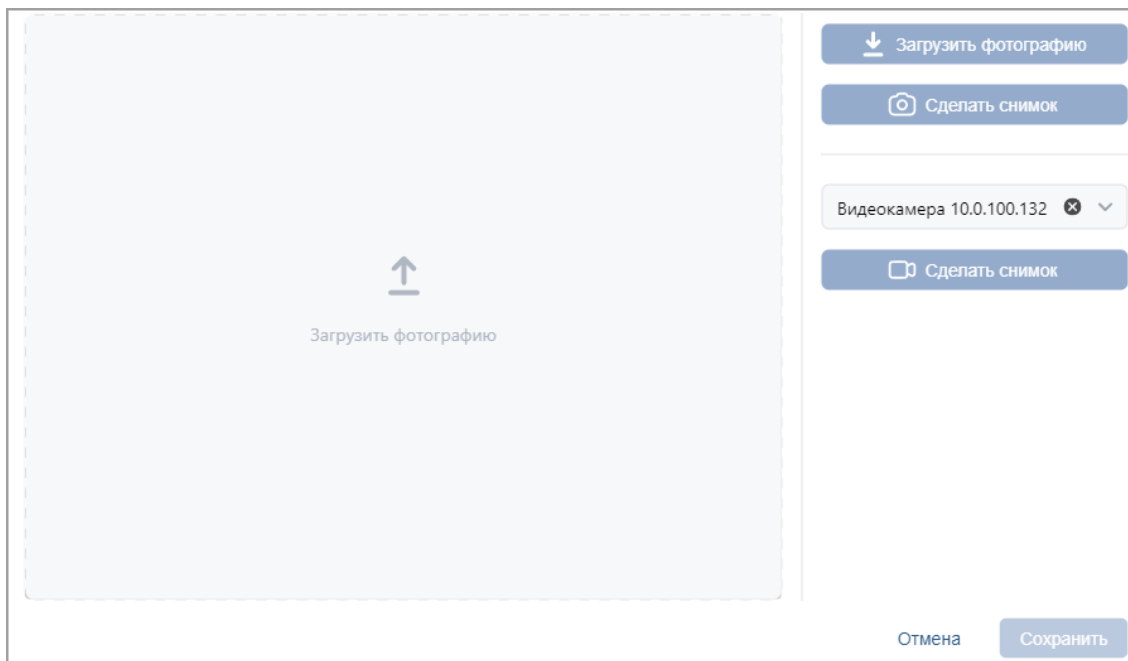 Загрузить фотографию
Загрузить фотографию
Сделать снимок
Видеокамера 10.0.100.132
Сделать снимок
Отмена
Сохранить